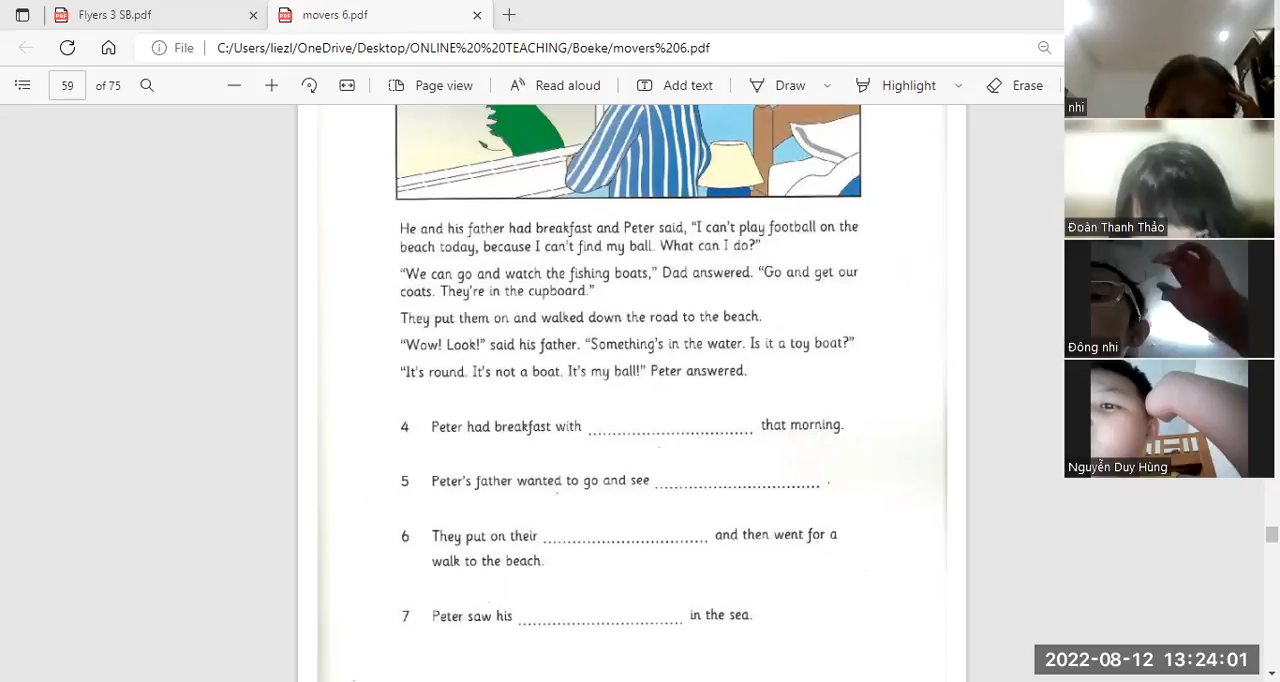 Flyers 3 SB.pdf
movers 6.pdf
File
C:/Users/liezl/OneDrive/Desktop/ONLINE%20%20TEACHING/Boeke/movers%206.pdf
59 of 75
Page view
Read aloud
Add text
Draw
Highlight
Erase
nhi
Đoàn Thanh Thảo
Đông nhi
Nguyễn Duy Hùng
He and his father had breakfast and Peter said, “I can't play football on the
beach today, because I can't find my ball. What can I do?”
“We can go and watch the fishing boats,” Dad answered. “Go and get our
coats. They're in the cupboard.”
They put them on and walked down the road to the beach.
“Wow! Look!” said his father. “Something's in the water. Is it a toy boat?”
“It's round. It's not a boat. It's my ball!” Peter answered.
4 Peter had breakfast with ........................................ that morning.
5 Peter's father wanted to go and see ........................................ .
6 They put on their ........................................ and then went for a
walk to the beach.
7 Peter saw his ........................................ in the sea.
2022-08-12 13:24:01